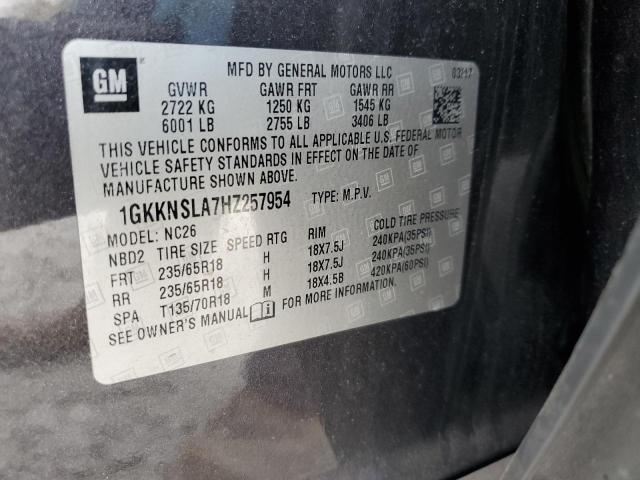 GM
MFD BY GENERAL MOTORS LLC 03/17
GVWR GAWR FRT GAWR RR
2722 KG 1250 KG 1545 KG
6001 LB 2755 LB 3406 LB
THIS VEHICLE CONFORMS TO ALL APPLICABLE U.S. FEDERAL MOTOR
VEHICLE SAFETY STANDARDS IN EFFECT ON THE DATE OF
MANUFACTURE SHOWN ABOVE.
1GKKNSLA7HZ257954 TYPE: M.P.V.
MODEL: NC26
NBD2 TIRE SIZE SPEED RTG RIM COLD TIRE PRESSURE
FRT 235/65R18 H 18X7.5J 240KPA(35PSI)
RR 235/65R18 H 18X7.5J 240KPA(35PSI)
SPA T135/70R18 M 18X4.5B 420KPA(60PSI)
SEE OWNER'S MANUAL FOR MORE INFORMATION.